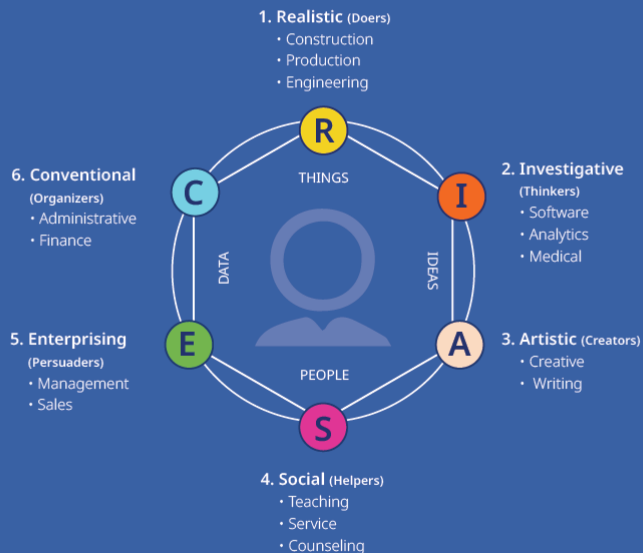 1. Realistic (Doers)
• Construction
• Production
• Engineering
R
THINGS
6. Conventional
(Organizers)
• Administrative
• Finance
C
I
2. Investigative
(Thinkers)
• Software
• Analytics
• Medical
DATA
IDEAS
5. Enterprising
(Persuaders)
• Management
• Sales
E
A
3. Artistic (Creators)
• Creative
• Writing
PEOPLE
S
4. Social (Helpers)
• Teaching
• Service
• Counseling